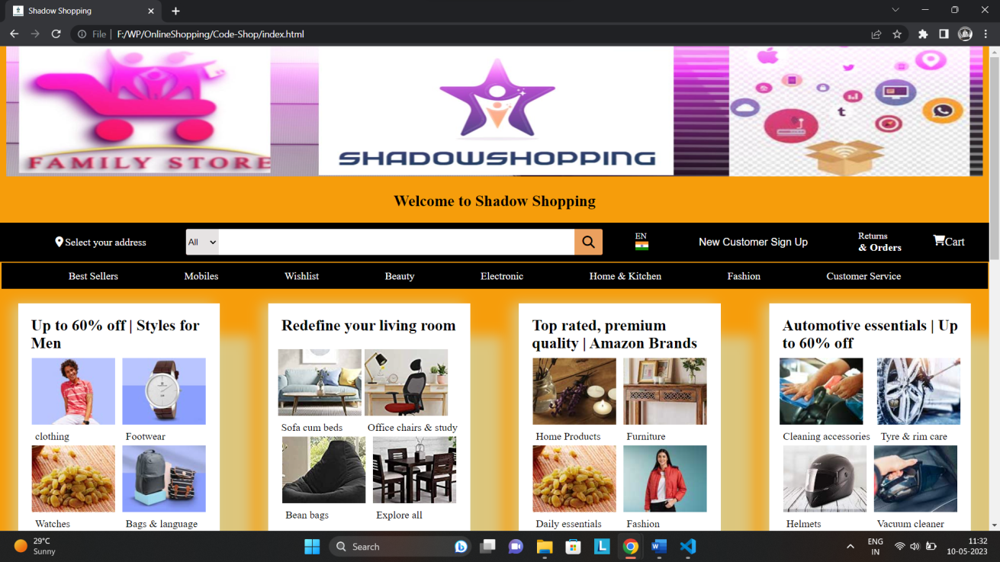 Shadow Shopping
File | F:/WP/OnlineShopping/Code-Shop/index.html
FAMILY STORE
SHADOWSHOPPING
Welcome to Shadow Shopping
Select your address
All
EN
New Customer Sign Up
Returns
& Orders
Cart
Best Sellers
Mobiles
Wishlist
Beauty
Electronic
Home & Kitchen
Fashion
Customer Service
Up to 60% off | Styles for
Men
clothing
Footwear
Watches
Bags & language
Redefine your living room
Sofa cum beds
Office chairs & study
Bean bags
Explore all
Top rated, premium
quality | Amazon Brands
Home Products
Furniture
Daily essentials
Fashion
Automotive essentials | Up
to 60% off
Cleaning accessories
Tyre & rim care
Helmets
Vacuum cleaner
29°C
Sunny
Search
ENG
IN
11:32
10-05-2023